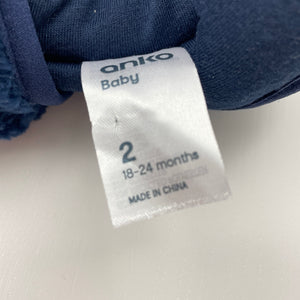 anko
Baby
2
18-24 months
MADE IN CHINA